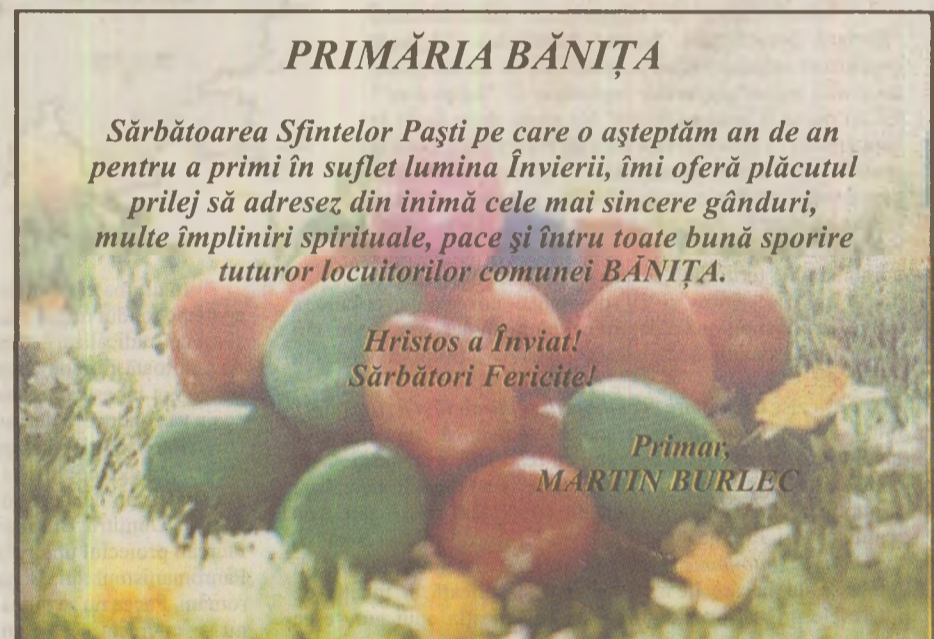 PRIMĂRIA BĂNIȚA
Sărbătoarea Sfintelor Paşti pe care o aşteptăm an de an
pentru a primi în suflet lumina Învierii, îmi oferă plăcutul
prilej să adresez din inimă cele mai sincere gânduri,
multe împliniri spirituale, pace şi întru toate bună sporire
tuturor locuitorilor comunei BĂNIȚA.
Hristos a Înviat!
Sărbători Fericite!
Primar,
MARTIN BURLEC